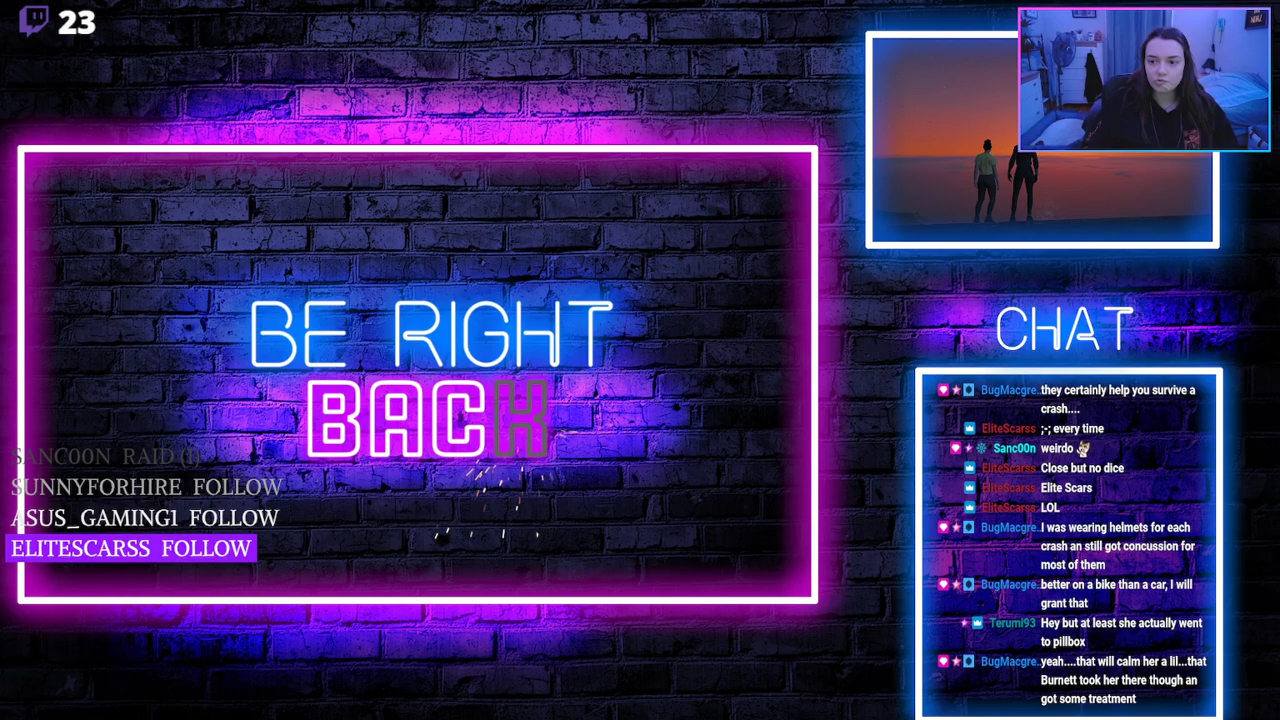 23
BE RIGHT
BACK
SANC00N RAID (1)
SUNNYFORHIRE FOLLOW
ASUS_GAMING1 FOLLOW
ELITESCARSS FOLLOW
CHAT
BugMacgre.. they certainly help you survive a
crash....
EliteScarss ;-; every time
Sanc00n weirdo
EliteScarss Close but no dice
EliteScarss Elite Scars
EliteScarss LOL
BugMacgre.. I was wearing helmets for each
crash an still got concussion for
most of them
BugMacgre.. better on a bike than a car, I will
grant that
Terumi93 Hey but at least she actually went
to pillbox
BugMacgre.. yeah....that will calm her a lil...that
Burnett took her there though an
got some treatment